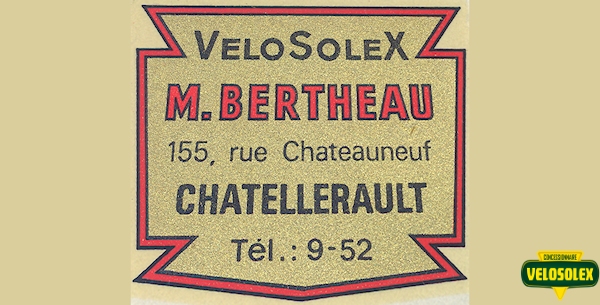 VELOSOLEX
M. BERTHEAU
155, rue Chateauneuf
CHATELLERAULT
Tél.: 9-52
CONCESSIONNAIRE
VELOSOLEX